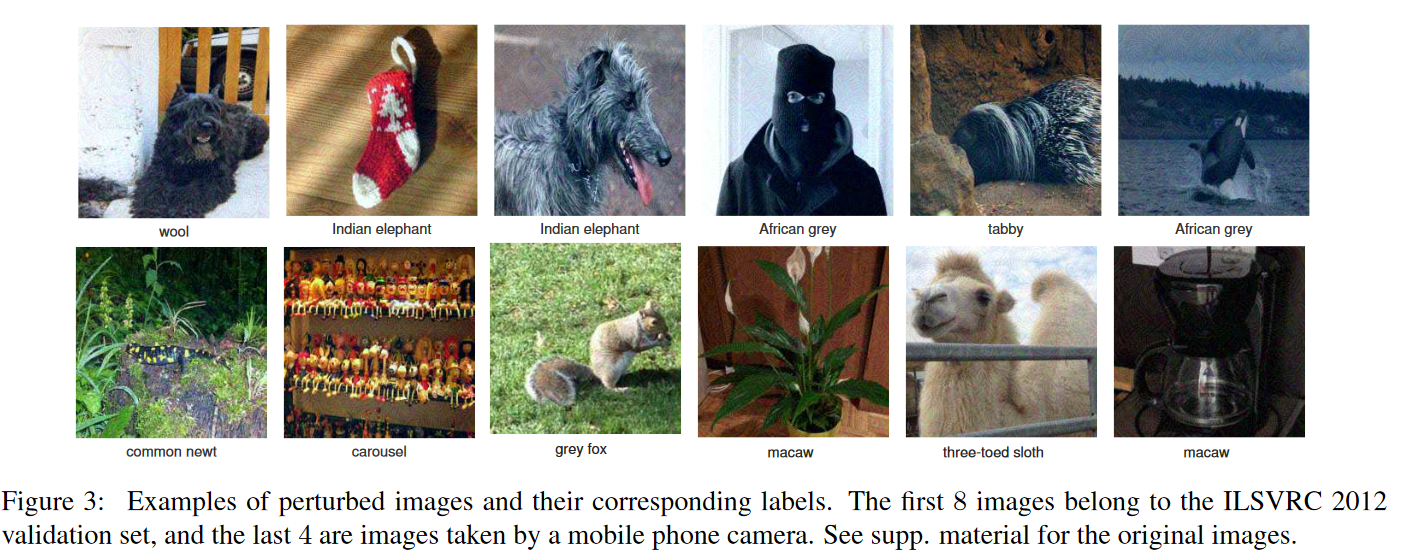 wool
Indian elephant
Indian elephant
African grey
tabby
African grey
common newt
carousel
grey fox
macaw
three-toed sloth
macaw
Figure 3: Examples of perturbed images and their corresponding labels. The first 8 images belong to the ILSVRC 2012
validation set, and the last 4 are images taken by a mobile phone camera. See supp. material for the original images.